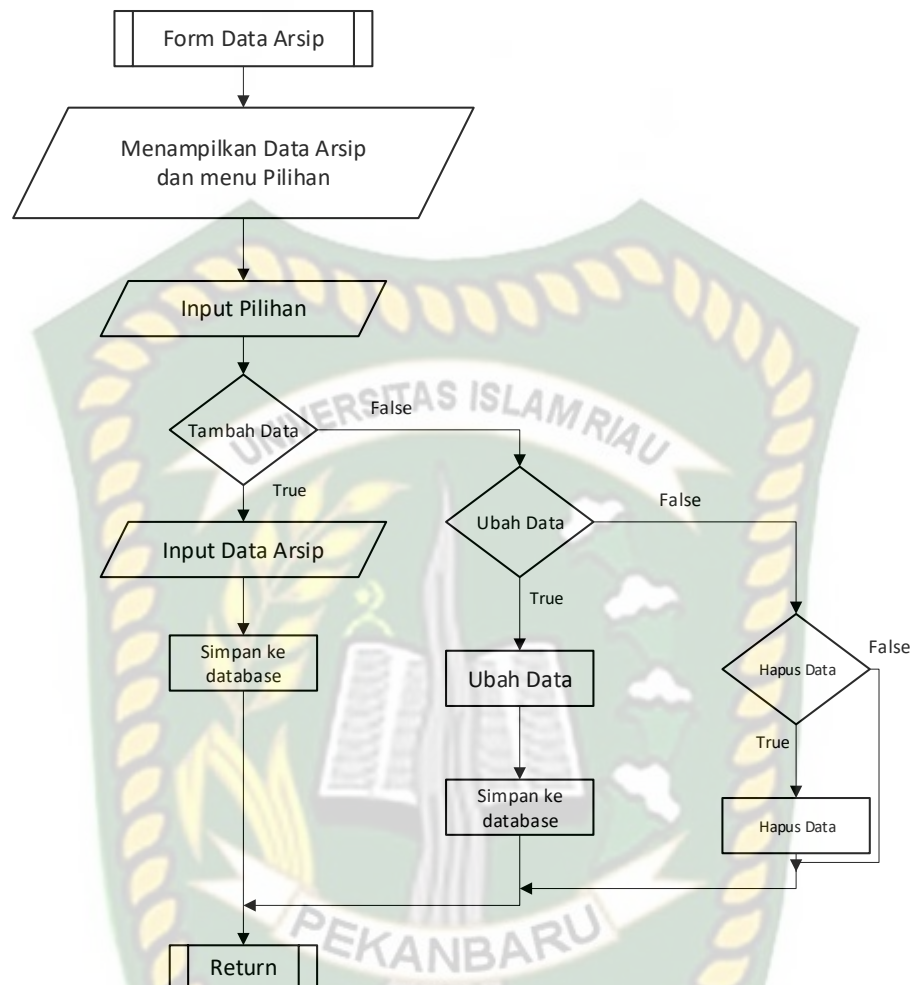 Form Data Arsip
Menampilkan Data Arsip
dan menu Pilihan
Input Pilihan
UNIVERSITAS ISLAM RIAU
Tambah Data
False
True
Ubah Data
False
Input Data Arsip
True
Simpan ke
database
Ubah Data
Hapus Data
False
True
Simpan ke
database
Hapus Data
PEKANBARU
Return